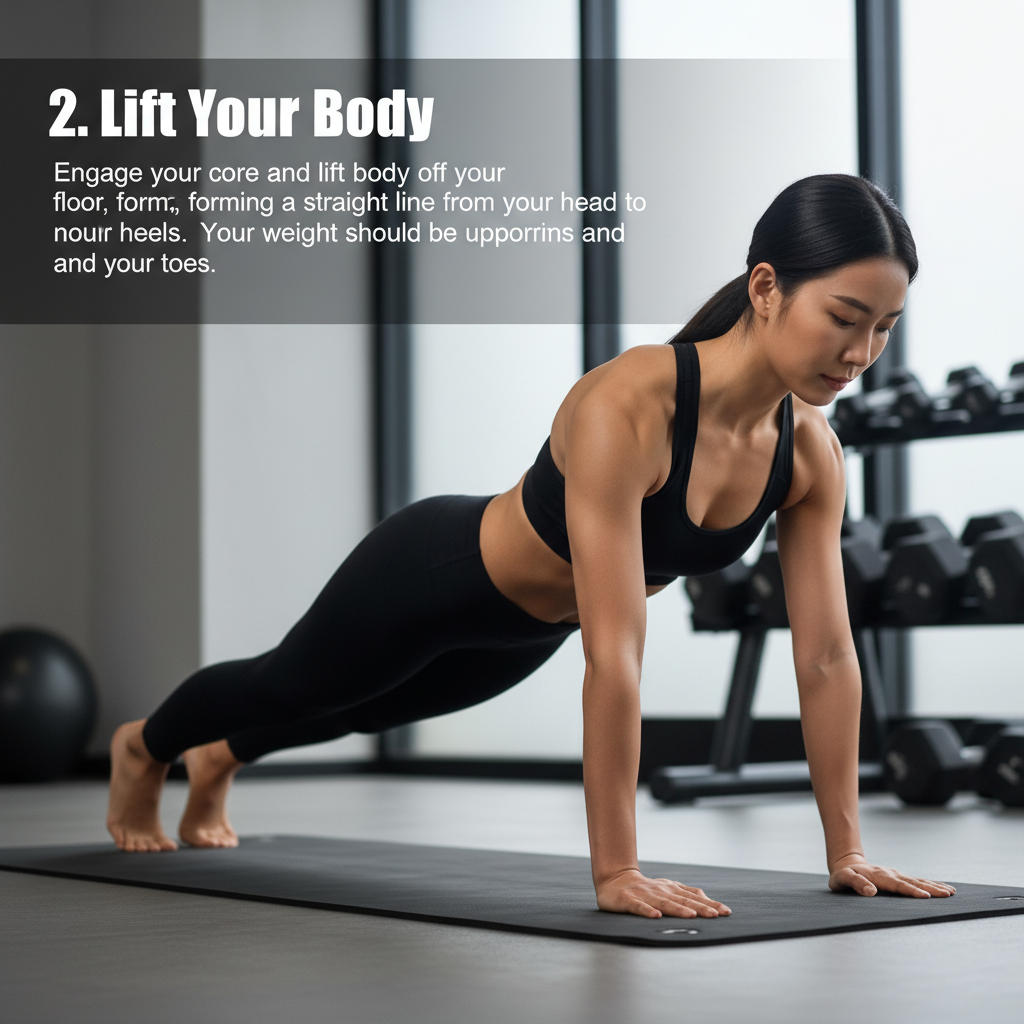 2. Lift Your Body
Engage your core and lift body off your
floor, form,, forming a straight line from your head to
nour heels. Your weight should be upporrins and
and your toes.